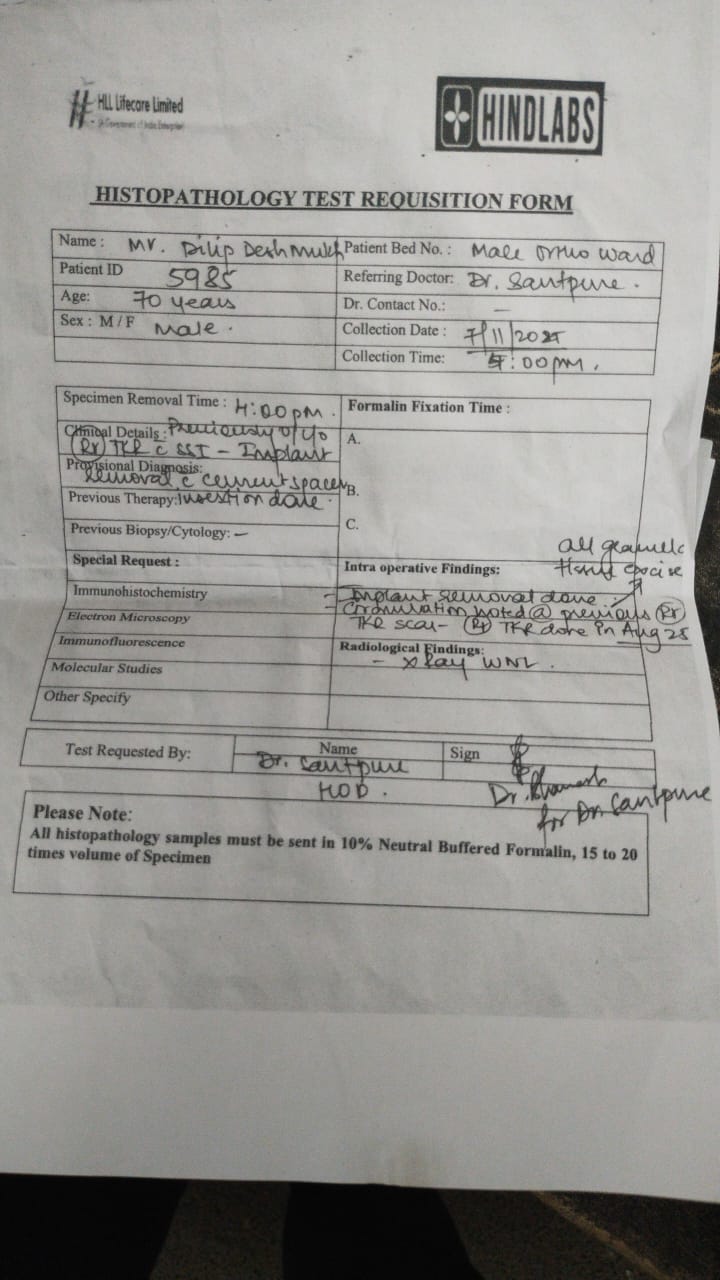 HLL Lifecare Limited
(A Government of India Enterprise)
HINDLABS
HISTOPATHOLOGY TEST REQUISITION FORM
Name : Mr. Dilip Deshmukh Patient Bed No. : Male Ortho Ward
Patient ID 5985 Referring Doctor: Dr. Santpure .
Age: 70 years Dr. Contact No.: –
Sex : M / F Male . Collection Date : 7/11/2025
Collection Time: 4:00pm .
Specimen Removal Time : 4:00pm . Formalin Fixation Time :
Clinical Details : Previously o/c/o A.
(Rt) TKR c SSI - Implant
Provisional Diagnosis:
removal c cement spacer B.
Previous Therapy: Insertion done .
Previous Biopsy/Cytology: – C.
all
Special Request : Intra operative Findings:
Immunohistochemistry - Implant removal done .
Electron Microscopy - Granulation noted @ previous (Rt)
TKR scar - (Rt) TKR done in Aug 25
Immunofluorescence Radiological Findings:
- X Ray WNL .
Molecular Studies
Other Specify
Test Requested By: Name Sign
Dr. Santpure
HOD .
for Dr. Santpure
Please Note:
All histopathology samples must be sent in 10% Neutral Buffered Formalin, 15 to 20
times volume of Specimen